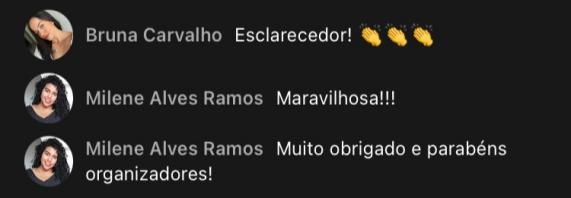 Bruna Carvalho Esclarecedor! 👏👏👏
Milene Alves Ramos Maravilhosa!!!
Milene Alves Ramos Muito obrigado e parabéns
organizadores!